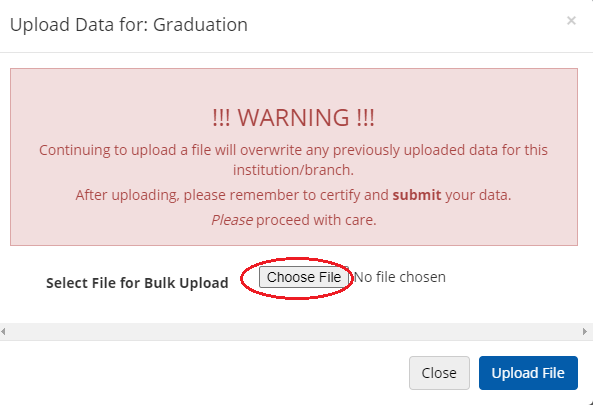 Upload Data for: Graduation ×
!!! WARNING !!!
Continuing to upload a file will overwrite any previously uploaded data for this
institution/branch.
After uploading, please remember to certify and submit your data.
Please proceed with care.
Select File for Bulk Upload Choose File No file chosen
Close Upload File